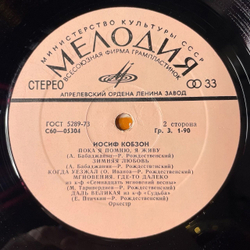 МИНИСТЕРСТВО КУЛЬТУРЫ СССР
МЕЛОДИЯ
ВСЕСОЮЗНАЯ ФИРМА ГРАМПЛАСТИНОК
СТЕРЕО
33
АПРЕЛЕВСКИЙ ОРДЕНА ЛЕНИНА ЗАВОД
ГОСТ 5289-73
2 сторона
С60—05304
Гр. 3. 1-90
ИОСИФ КОБЗОН
ПОКА Я ПОМНЮ, Я ЖИВУ
(А. Бабаджанян—Р. Рождественский)
ЗИМНЯЯ ЛЮБОВЬ
(А. Бабаджанян—Р. Рождественский)
КОГДА УЕЗЖАЛ (О. Иванов—Р. Рождественский)
МГНОВЕНИЯ, ГДЕ-ТО ДАЛЕКО
из к-ф «Семнадцать мгновений весны»
(М. Таривердиев—Р. Рождественский)
ДАЛЬ ВЕЛИКАЯ из к-ф «Судьба»
(Е. Птичкин—Р. Рождественский)
Оркестр